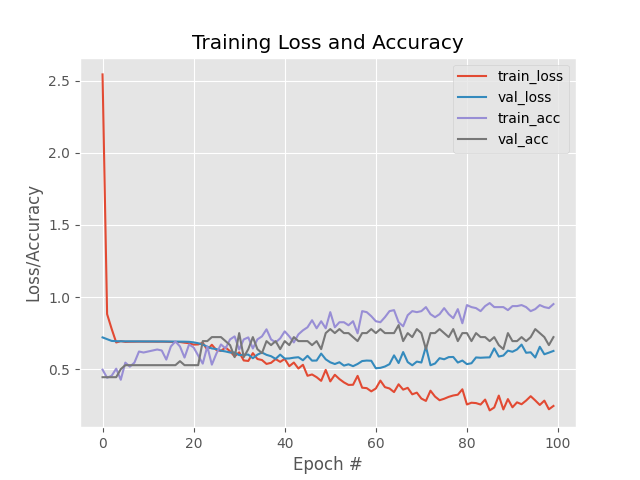 Training Loss and Accuracy
train_loss
val_loss
train_acc
val_acc
2.5
2.0
1.5
1.0
0.5
Loss/Accuracy
0 20 40 60 80 100
Epoch #